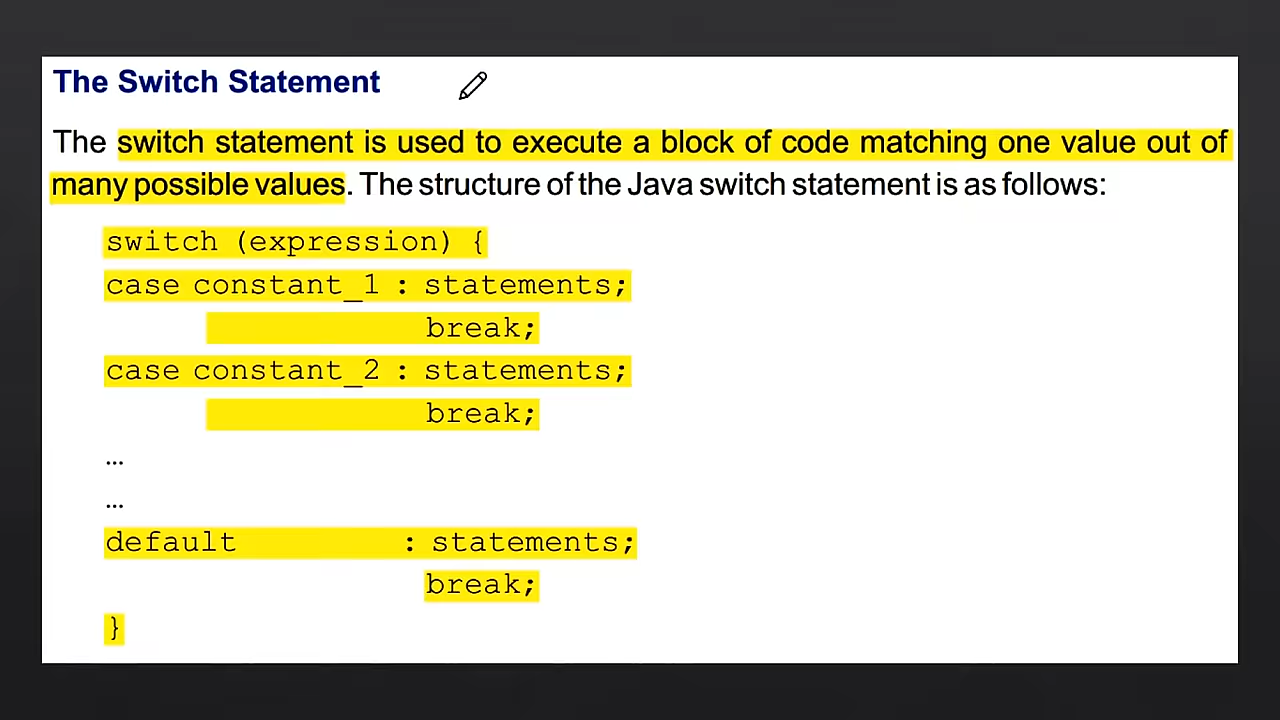 The Switch Statement
The switch statement is used to execute a block of code matching one value out of
many possible values. The structure of the Java switch statement is as follows:
switch (expression) {
case constant_1 : statements;
break;
case constant_2 : statements;
break;
…
…
default : statements;
break;
}